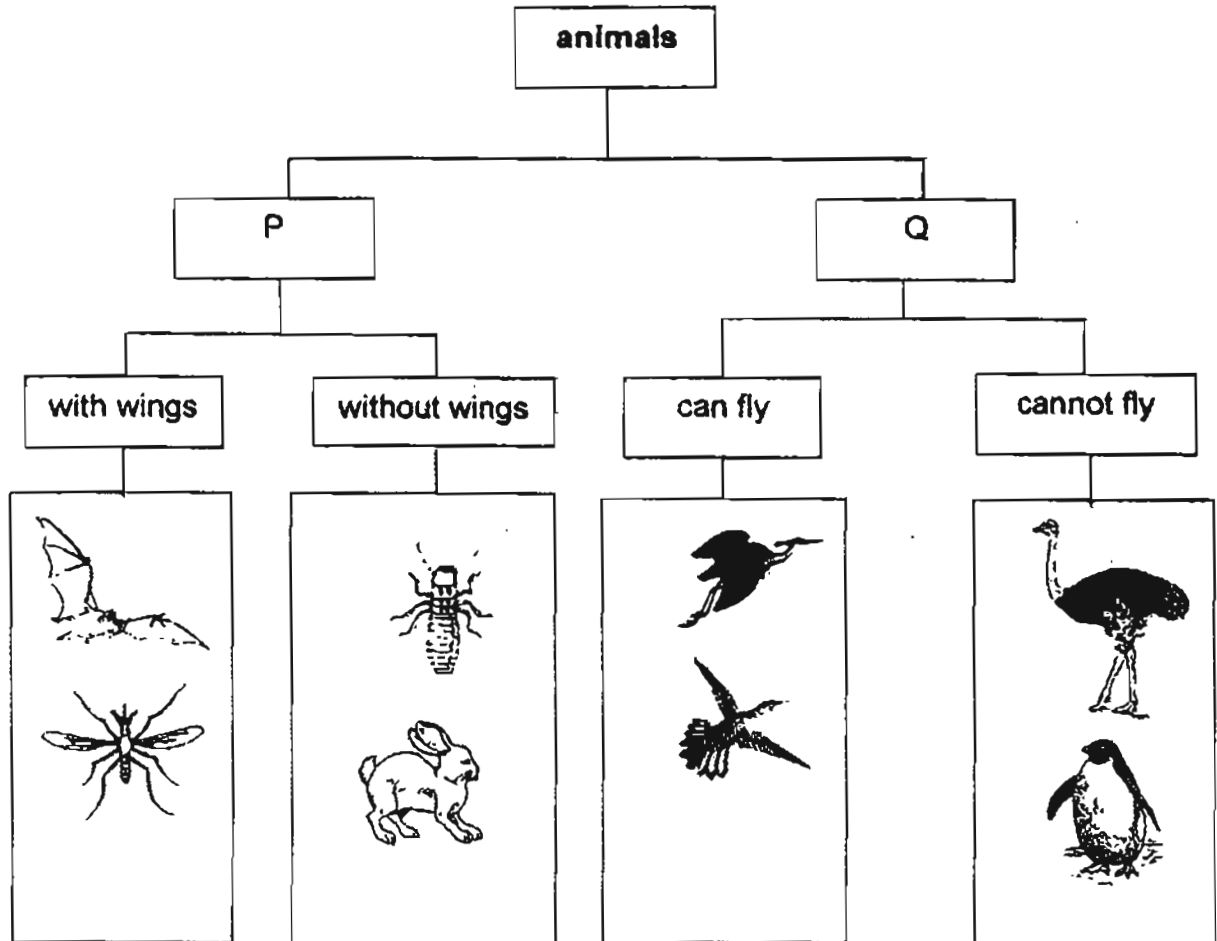 animals
P
Q
with wings
without wings
can fly
cannot fly